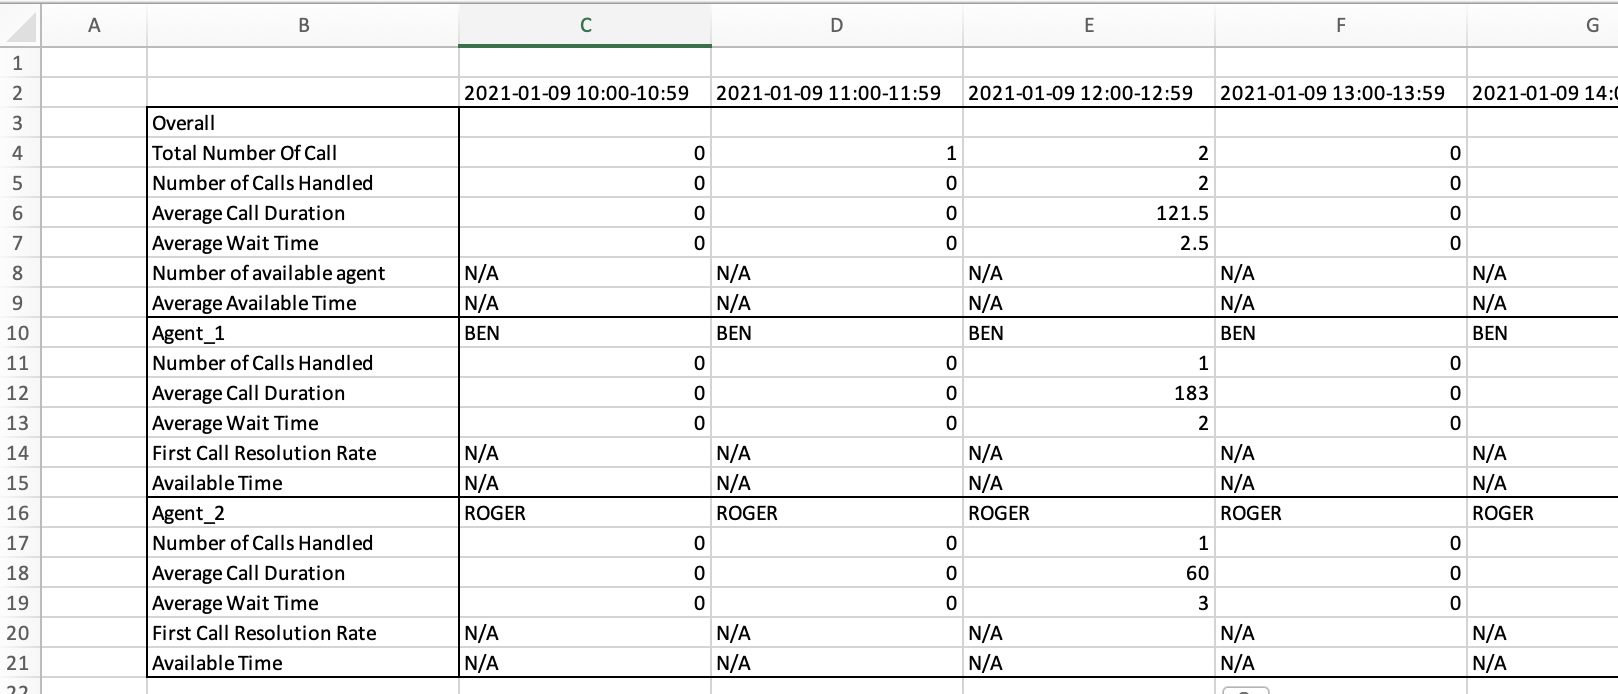 A B C D E F G
1
2 2021-01-09 10:00-10:59 2021-01-09 11:00-11:59 2021-01-09 12:00-12:59 2021-01-09 13:00-13:59 2021-01-09 14:0
3 Overall
4 Total Number Of Call 0 1 2 0
5 Number of Calls Handled 0 0 2 0
6 Average Call Duration 0 0 121.5 0
7 Average Wait Time 0 0 2.5 0
8 Number of available agent N/A N/A N/A N/A N/A
9 Average Available Time N/A N/A N/A N/A N/A
10 Agent_1 BEN BEN BEN BEN BEN
11 Number of Calls Handled 0 0 1 0
12 Average Call Duration 0 0 183 0
13 Average Wait Time 0 0 2 0
14 First Call Resolution Rate N/A N/A N/A N/A N/A
15 Available Time N/A N/A N/A N/A N/A
16 Agent_2 ROGER ROGER ROGER ROGER ROGER
17 Number of Calls Handled 0 0 1 0
18 Average Call Duration 0 0 60 0
19 Average Wait Time 0 0 3 0
20 First Call Resolution Rate N/A N/A N/A N/A N/A
21 Available Time N/A N/A N/A N/A N/A
22